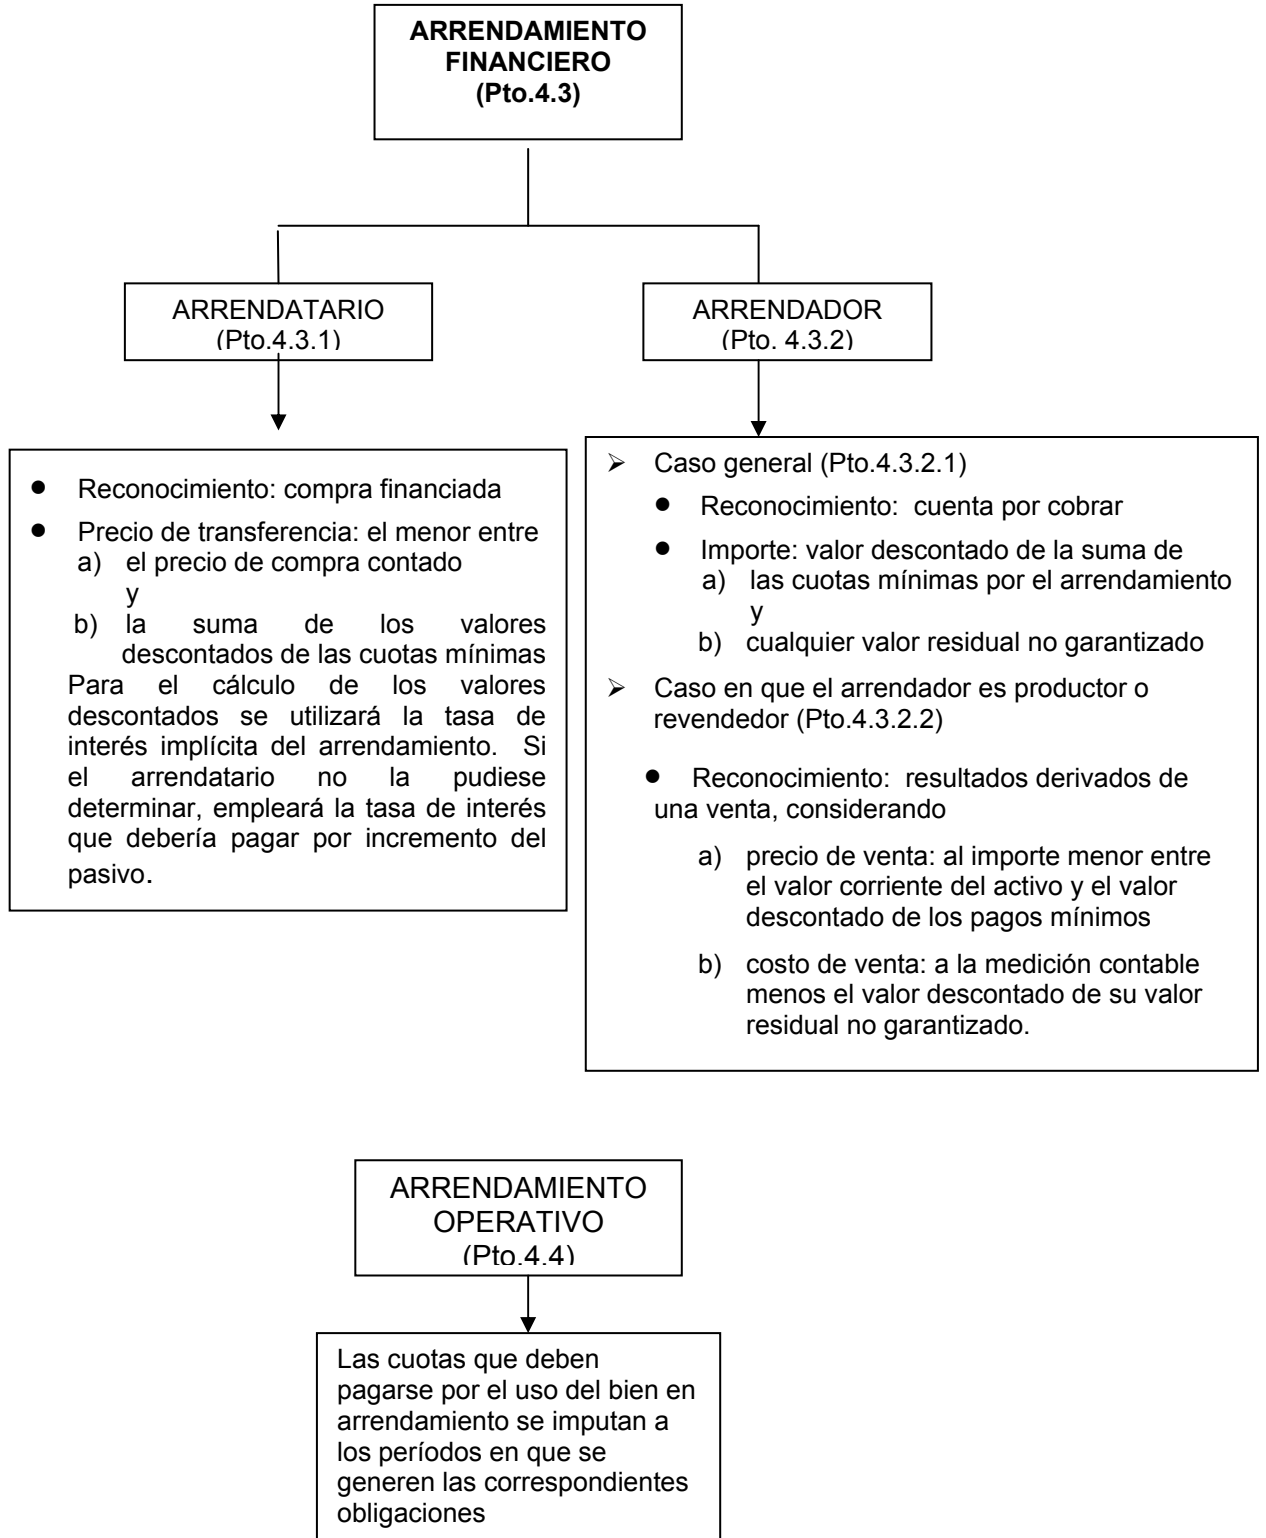 ARRENDAMIENTO
FINANCIERO
(Pto.4.3)
ARRENDATARIO
(Pto.4.3.1)
● Reconocimiento: compra financiada
● Precio de transferencia: el menor entre
a) el precio de compra contado
y
b) la suma de los valores
descontados de las cuotas mínimas
Para el cálculo de los valores
descontados se utilizará la tasa de
interés implícita del arrendamiento. Si
el arrendatario no la pudiese
determinar, empleará la tasa de interés
que debería pagar por incremento del
pasivo.
ARRENDADOR
(Pto. 4.3.2)
➢ Caso general (Pto.4.3.2.1)
● Reconocimiento: cuenta por cobrar
● Importe: valor descontado de la suma de
a) las cuotas mínimas por el arrendamiento
y
b) cualquier valor residual no garantizado
➢ Caso en que el arrendador es productor o
revendedor (Pto.4.3.2.2)
● Reconocimiento: resultados derivados de
una venta, considerando
a) precio de venta: al importe menor entre
el valor corriente del activo y el valor
descontado de los pagos mínimos
b) costo de venta: a la medición contable
menos el valor descontado de su valor
residual no garantizado.
ARRENDAMIENTO
OPERATIVO
(Pto.4.4)
Las cuotas que deben
pagarse por el uso del bien en
arrendamiento se imputan a
los períodos en que se
generen las correspondientes
obligaciones